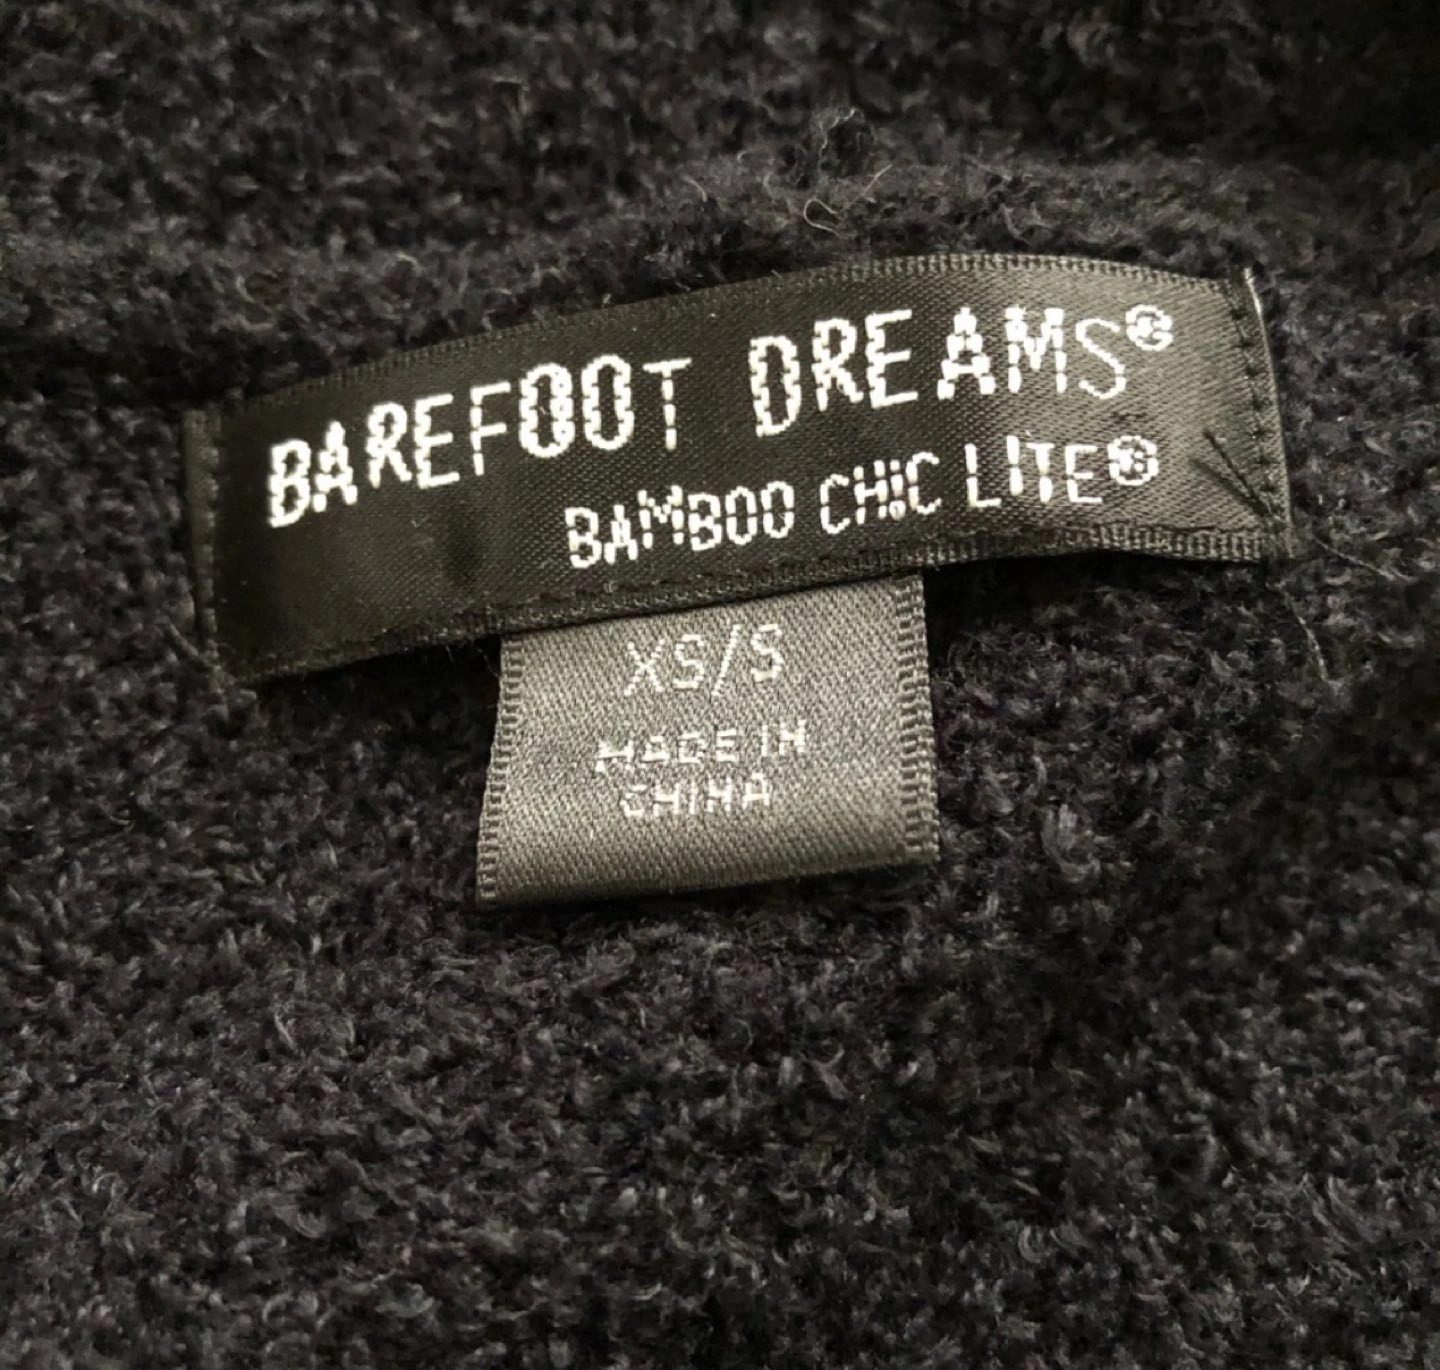 BAREFOOT DREAMS®
BAMBOO CHIC LITE®
XS/S
MADE IN
CHINA